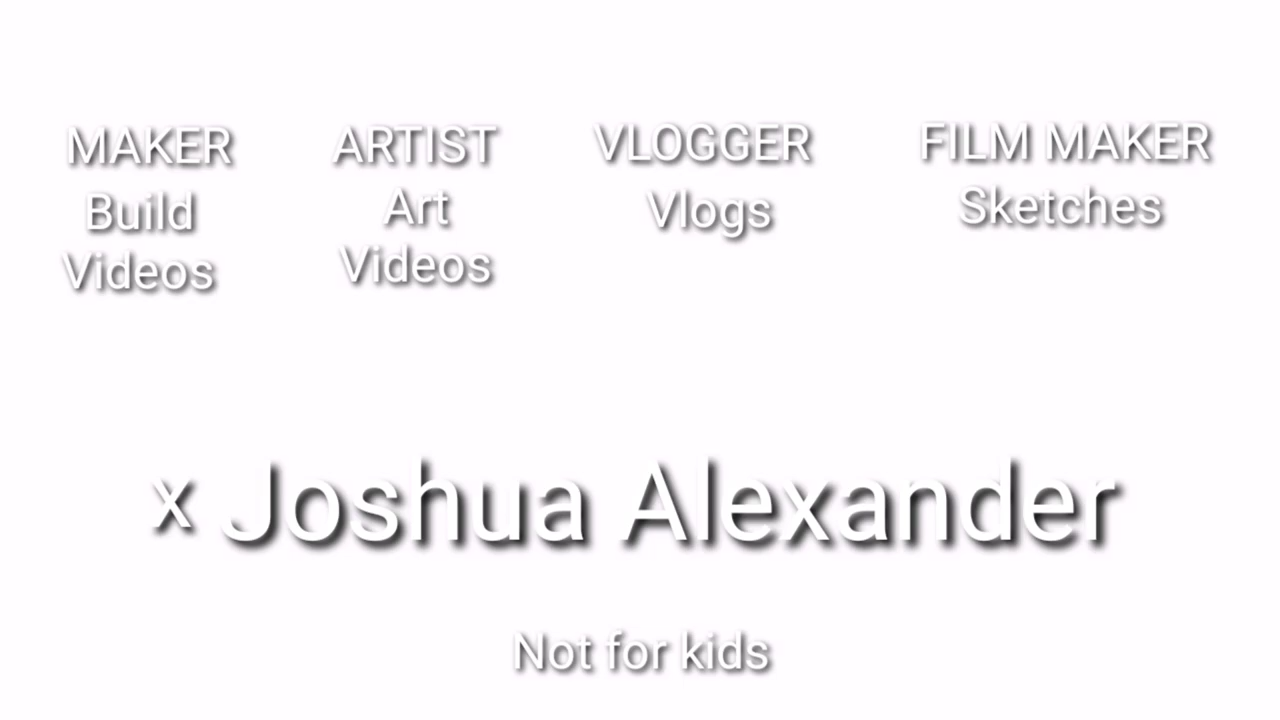 MAKER
Build
Videos
ARTIST
Art
Videos
VLOGGER
Vlogs
FILM MAKER
Sketches
x Joshua Alexander
Not for kids